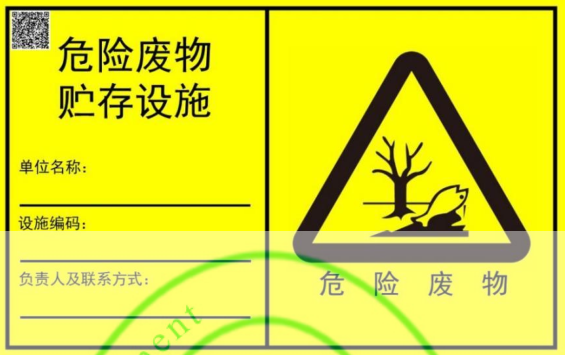 危险废物
贮存设施
单位名称：
设施编码：
负责人及联系方式：
危险废物
ment